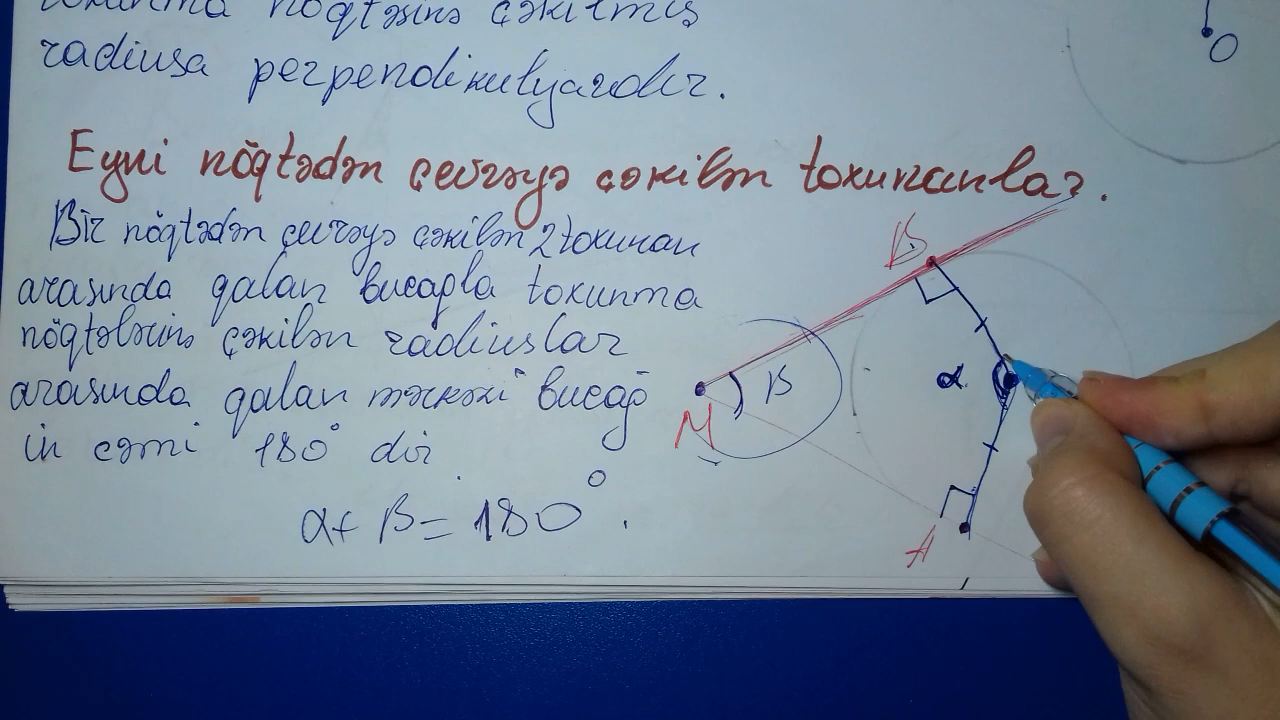 toxunma nöqtəsinə çəkilmiş
radiusa perpendikulyardır.
O
Eyni nöqtədən çevrəyə çəkilən toxunanlar.
Bir nöqtədən çevrəyə çəkilən 2 toxunan
arasında qalan bucaqla toxunma
nöqtələrinə çəkilən radiuslar
arasında qalan mərkəzi bucağ
ın cəmi 180° dir
α+β=180°.
B
α
β
M
A